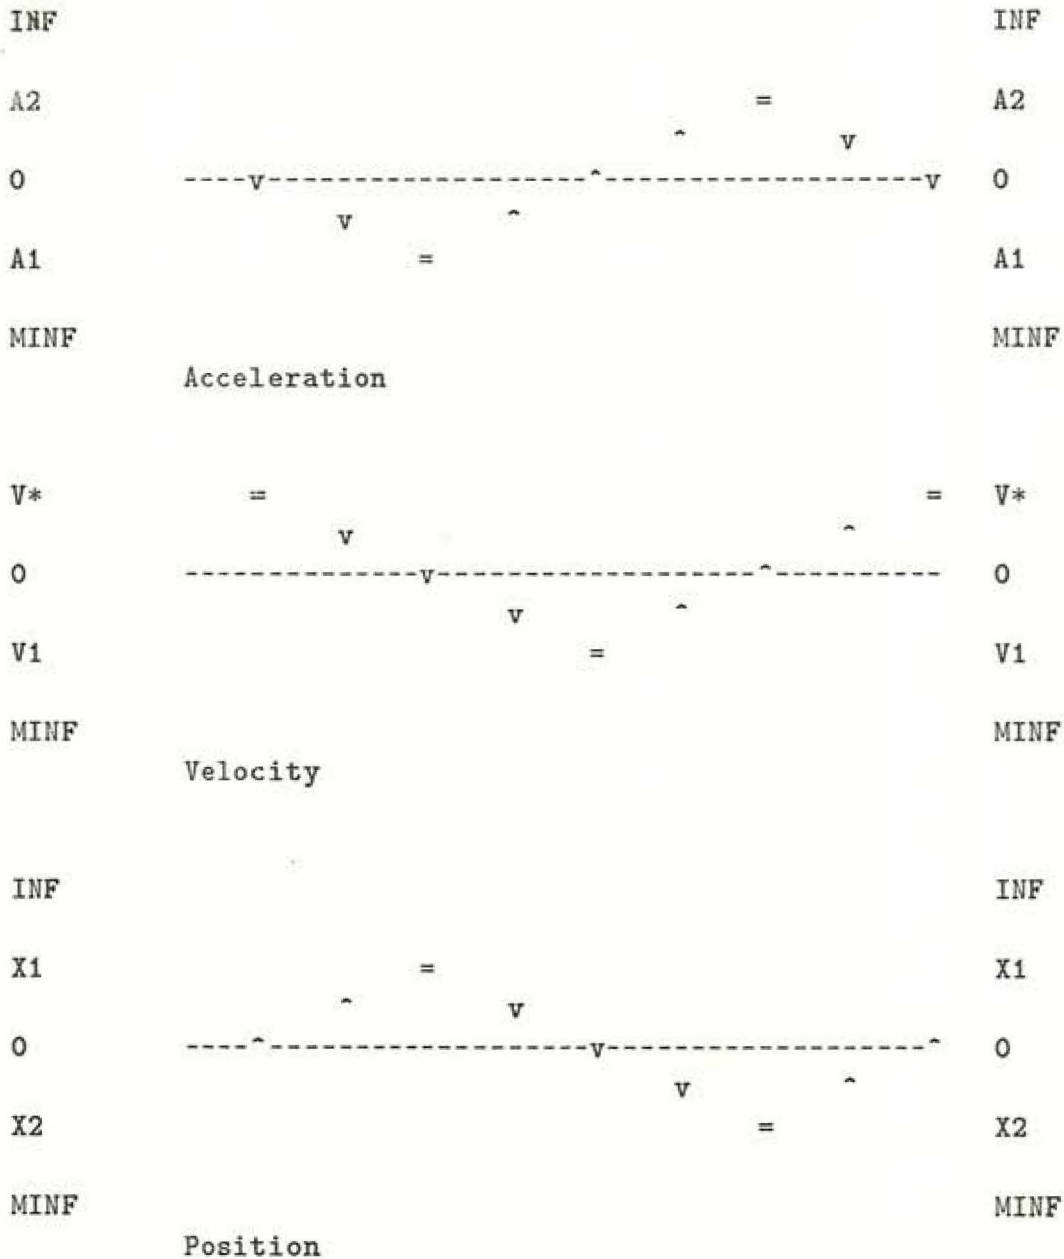 INF INF
A2 = A2
^ v
0 ----v------------------^------------------v 0
v ^
A1 = A1
MINF MINF
Acceleration
V* = = V*
v ^
0 -------------v------------------^--------- 0
v ^
V1 = V1
MINF MINF
Velocity
INF INF
X1 = X1
^ v
0 ----^------------------v------------------^ 0
v ^
X2 = X2
MINF MINF
Position